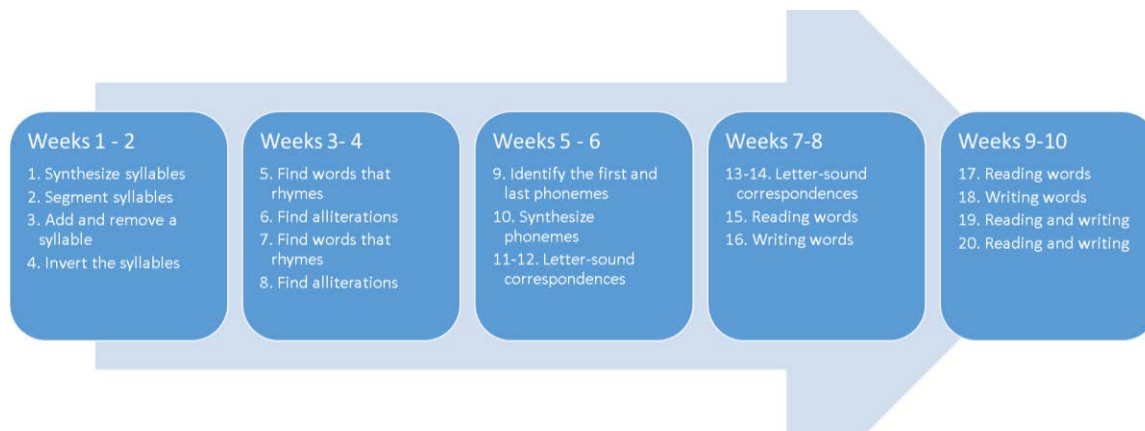 Weeks 1 - 2
1. Synthesize syllables
2. Segment syllables
3. Add and remove a
syllable
4. Invert the syllables
Weeks 3- 4
5. Find words that
rhymes
6. Find alliterations
7. Find words that
rhymes
8. Find alliterations
Weeks 5 - 6
9. Identify the first and
last phonemes
10. Synthesize
phonemes
11-12. Letter-sound
correspondences
Weeks 7-8
13-14. Letter-sound
correspondences
15. Reading words
16. Writing words
Weeks 9-10
17. Reading words
18. Writing words
19. Reading and writing
20. Reading and writing